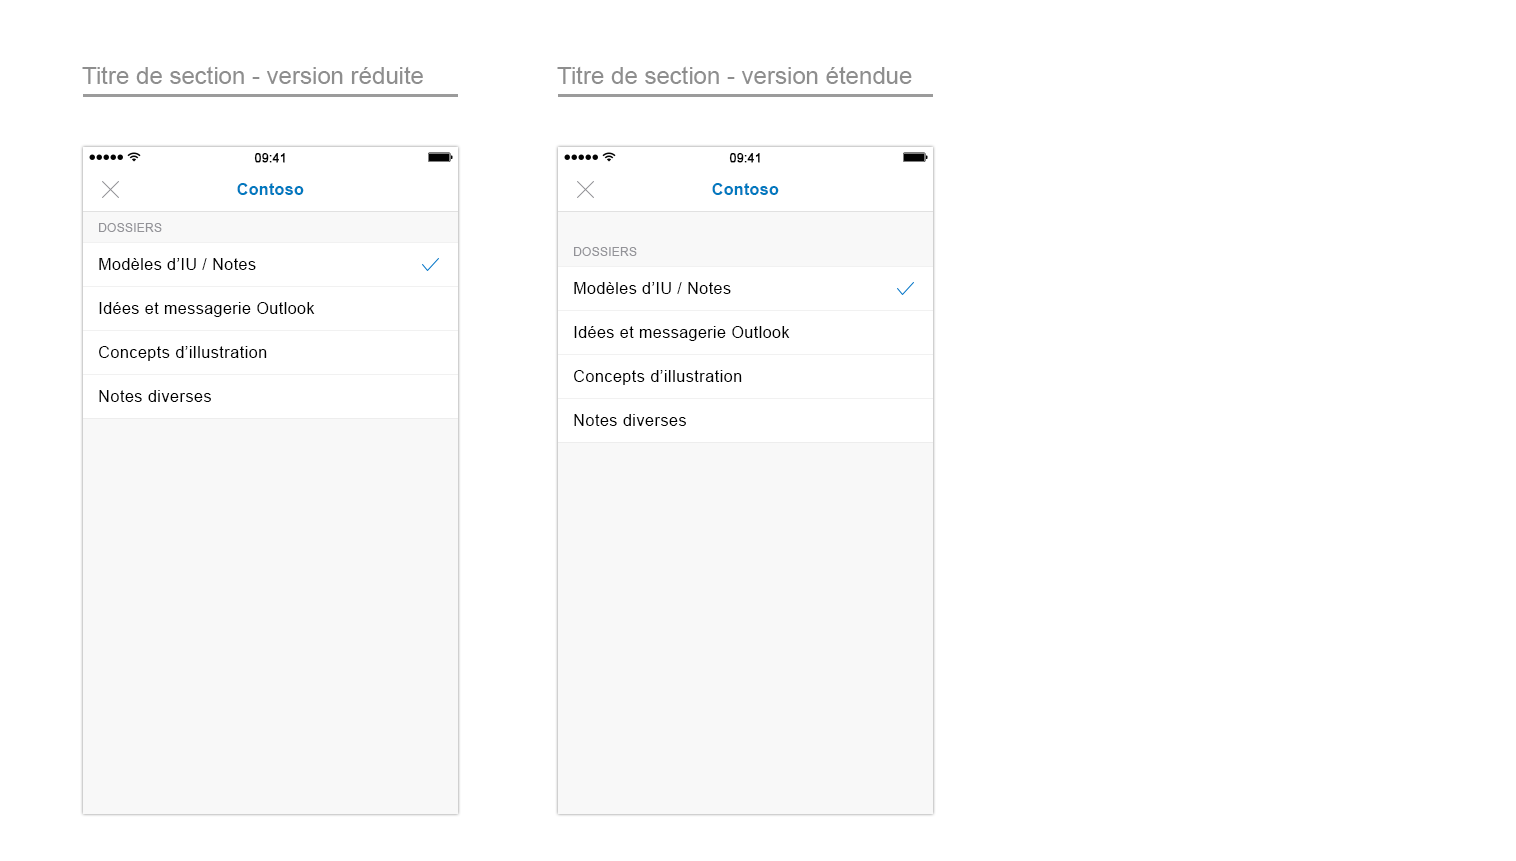 Titre de section - version réduite
09:41
Contoso
DOSSIERS
Modèles d’IU / Notes
Idées et messagerie Outlook
Concepts d’illustration
Notes diverses
Titre de section - version étendue
09:41
Contoso
DOSSIERS
Modèles d’IU / Notes
Idées et messagerie Outlook
Concepts d’illustration
Notes diverses